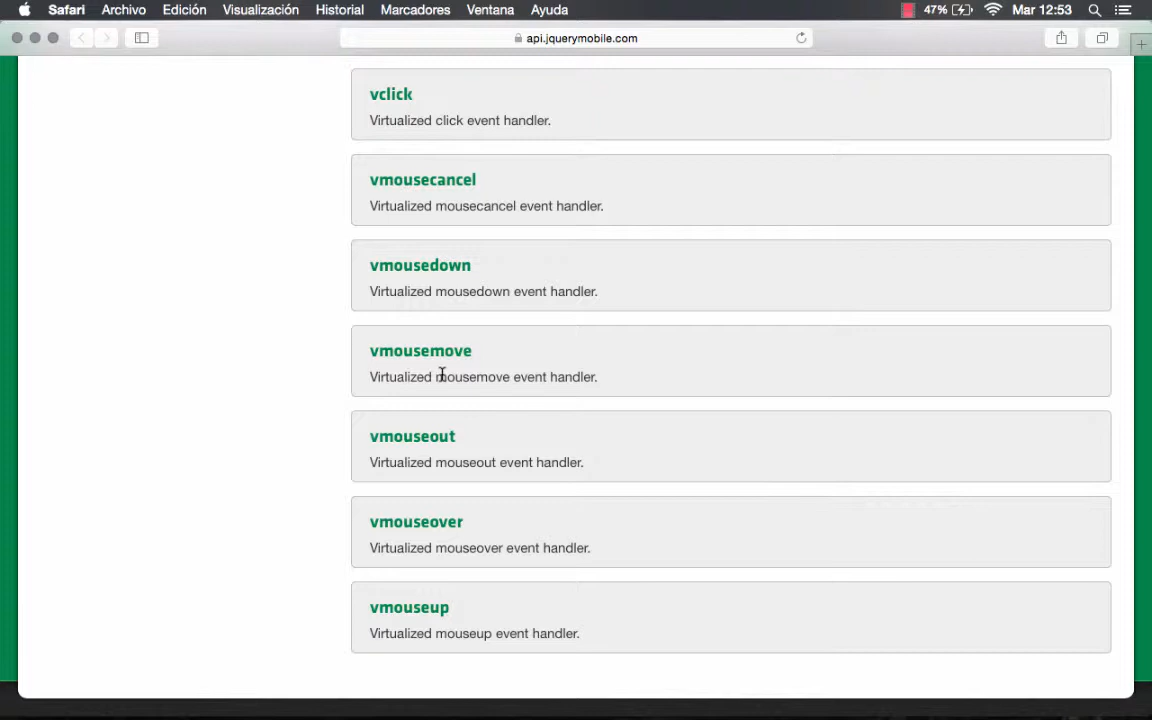 Safari Archivo Edición Visualización Historial Marcadores Ventana Ayuda 47% Mar 12:53
api.jquerymobile.com
vclick
Virtualized click event handler.
vmousecancel
Virtualized mousecancel event handler.
vmousedown
Virtualized mousedown event handler.
vmousemove
Virtualized mousemove event handler.
vmouseout
Virtualized mouseout event handler.
vmouseover
Virtualized mouseover event handler.
vmouseup
Virtualized mouseup event handler.